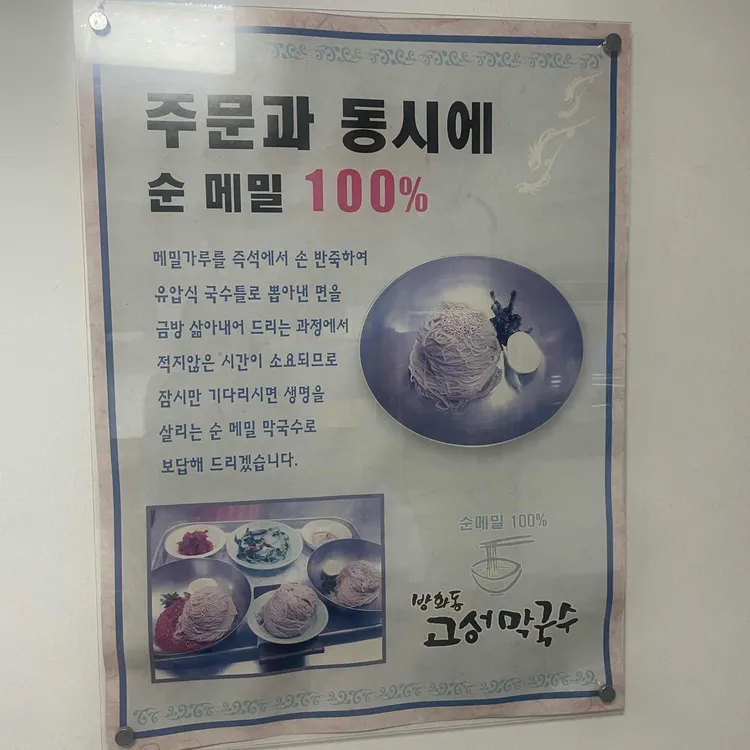 주문과 동시에
순 메밀 100%
메밀가루를 즉석에서 손 반죽하여
유압식 국수틀로 뽑아낸 면을
금방 삶아내어 드리는 과정에서
적지않은 시간이 소요되므로
잠시만 기다리시면 생명을
살리는 순 메밀 막국수로
보답해 드리겠습니다.
순메밀 100%
방화동
고성막국수